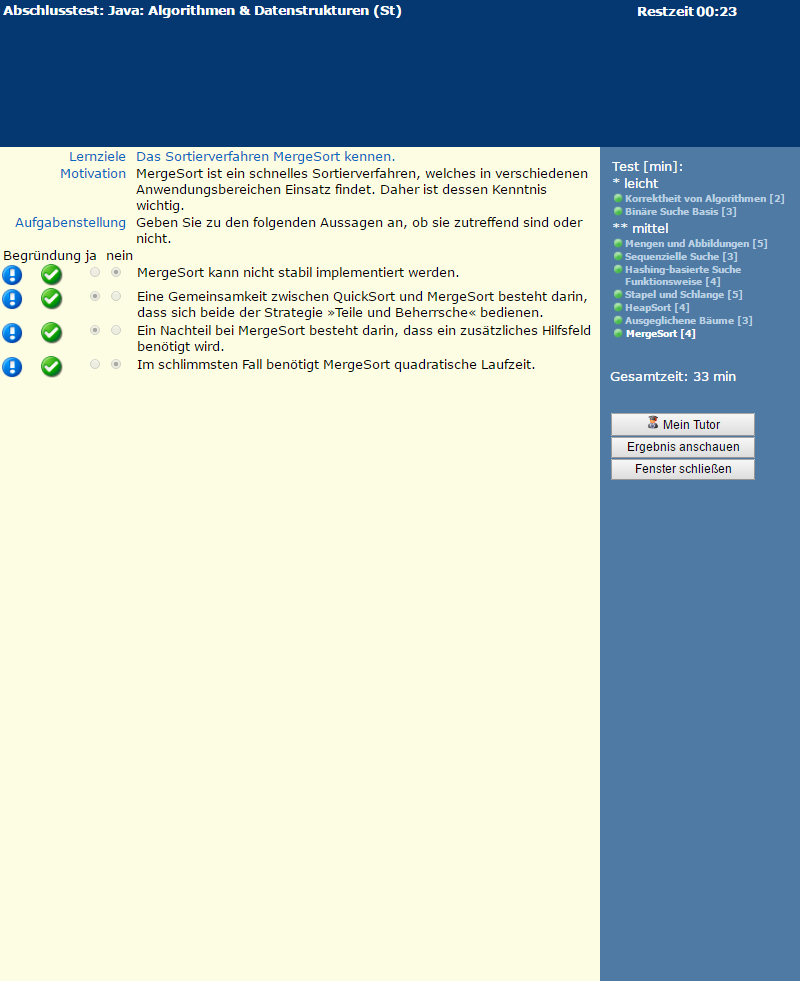 Abschlusstest: Java: Algorithmen & Datenstrukturen (St)
Restzeit 00:23
Lernziele Das Sortierverfahren MergeSort kennen.
Motivation MergeSort ist ein schnelles Sortierverfahren, welches in verschiedenen
Anwendungsbereichen Einsatz findet. Daher ist dessen Kenntnis
wichtig.
Aufgabenstellung Geben Sie zu den folgenden Aussagen an, ob sie zutreffend sind oder
nicht.
Begründung ja nein
MergeSort kann nicht stabil implementiert werden.
Eine Gemeinsamkeit zwischen QuickSort und MergeSort besteht darin,
dass sich beide der Strategie »Teile und Beherrsche« bedienen.
Ein Nachteil bei MergeSort besteht darin, dass ein zusätzliches Hilfsfeld
benötigt wird.
Im schlimmsten Fall benötigt MergeSort quadratische Laufzeit.
Test [min]:
* leicht
Korrektheit von Algorithmen [2]
Binäre Suche Basis [3]
** mittel
Mengen und Abbildungen [5]
Sequenzielle Suche [3]
Hashing-basierte Suche
Funktionsweise [4]
Stapel und Schlange [5]
HeapSort [4]
Ausgeglichene Bäume [3]
MergeSort [4]
Gesamtzeit: 33 min
Mein Tutor
Ergebnis anschauen
Fenster schließen